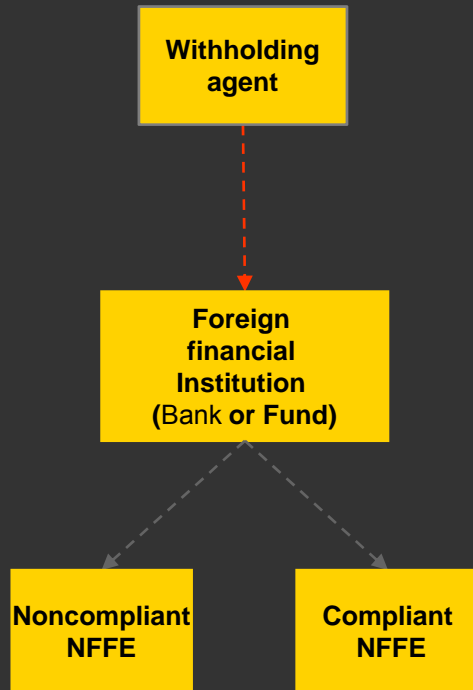 Withholding
agent
Foreign
financial
Institution
(Bank or Fund)
Noncompliant
NFFE
Compliant
NFFE